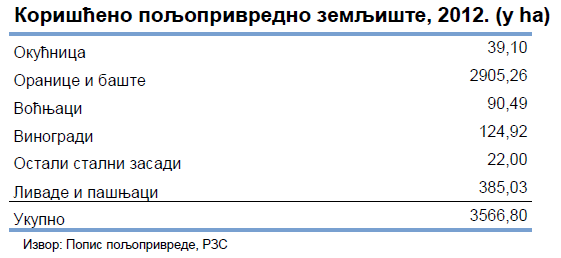 Коришћено пољопривредно земљиште, 2012. (у ha)
Окућница 39,10
Оранице и баште 2905,26
Воћњаци 90,49
Виногради 124,92
Остали стални засади 22,00
Ливаде и пашњаци 385,03
Укупно 3566,80
Извор: Попис пољопривреде, РЗС